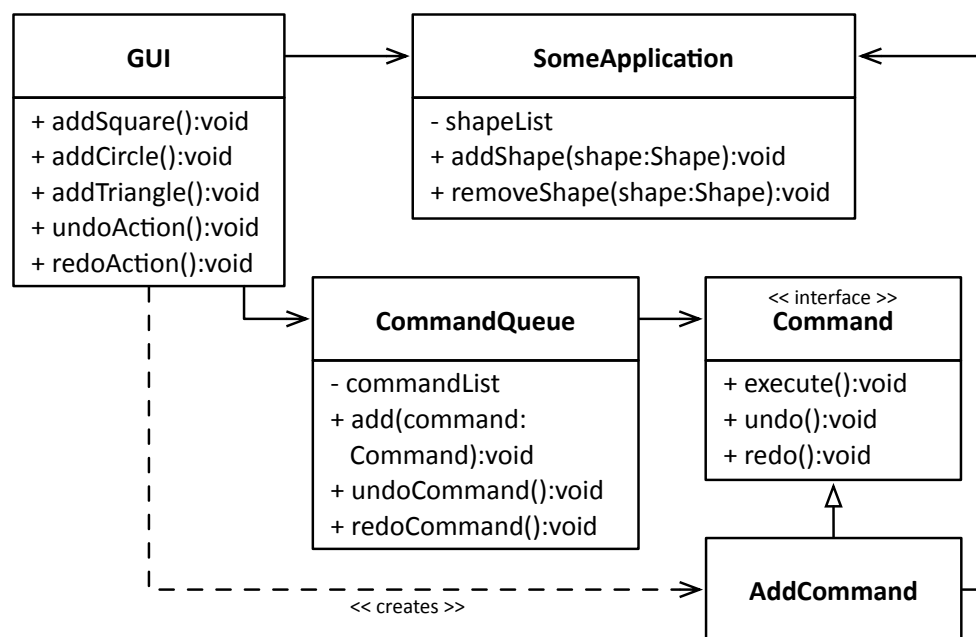 GUI
+ addSquare():void
+ addCircle():void
+ addTriangle():void
+ undoAction():void
+ redoAction():void
SomeApplication
- shapeList
+ addShape(shape:Shape):void
+ removeShape(shape:Shape):void
CommandQueue
- commandList
+ add(command:
Command):void
+ undoCommand():void
+ redoCommand():void
<< interface >>
Command
+ execute():void
+ undo():void
+ redo():void
<< creates >>
AddCommand